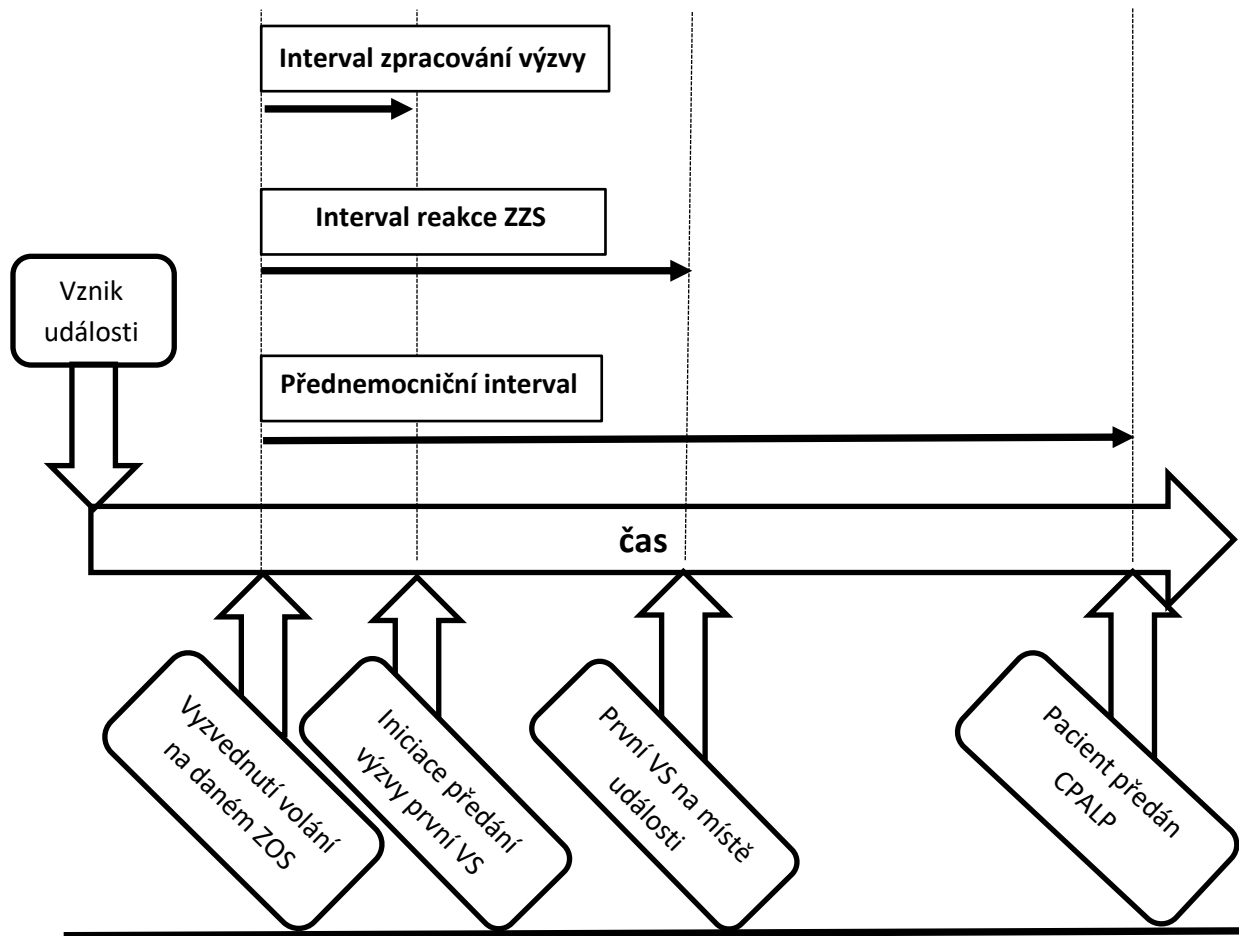 Interval zpracování výzvy
Interval reakce ZZS
Vznik
události
Přednemocniční interval
čas
Vyzvednutí volání
na daném ZOS
Iniciace předání
výzvy první VS
První VS na místě
události
Pacient předán
CPALP